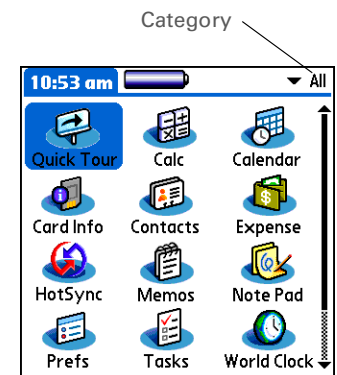 Category
10:53 am All
Quick Tour Calc Calendar
Card Info Contacts Expense
HotSync Memos Note Pad
Prefs Tasks World Clock